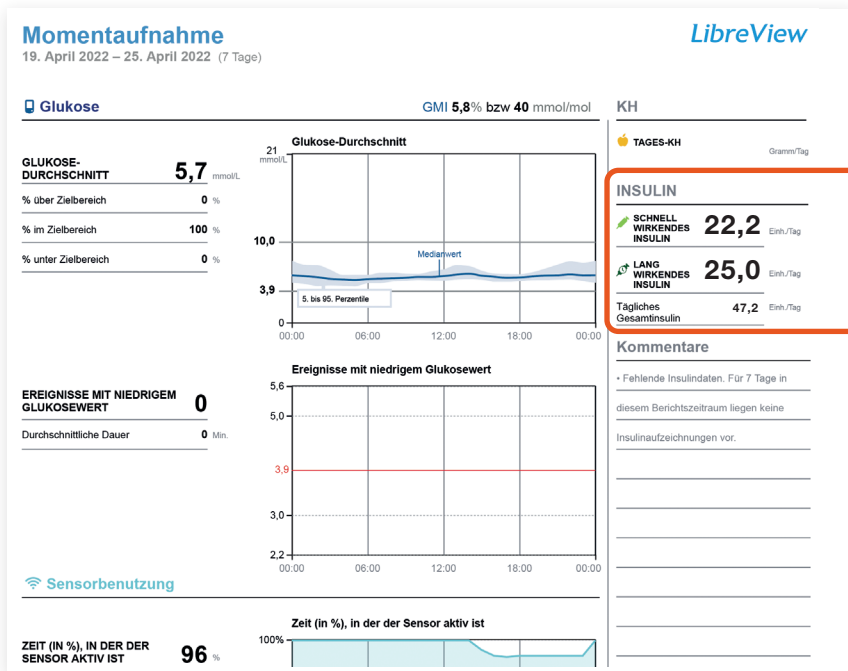 Momentaufnahme
19. April 2022 – 25. April 2022 (7 Tage)
LibreView
Glukose
GMI 5,8% bzw 40 mmol/mol
GLUKOSE-
DURCHSCHNITT 5,7 mmol/L
% über Zielbereich 0 %
% im Zielbereich 100 %
% unter Zielbereich 0 %
Glukose-Durchschnitt
21
mmol/L
10,0
Medianwert
3,9
5. bis 95. Perzentile
0
00:00 06:00 12:00 18:00 00:00
EREIGNISSE MIT NIEDRIGEM
GLUKOSEWERT 0
Durchschnittliche Dauer 0 Min.
Ereignisse mit niedrigem Glukosewert
5,6
5,0
3,9
3,0
2,2
00:00 06:00 12:00 18:00 00:00
Sensorbenutzung
ZEIT (IN %), IN DER DER
SENSOR AKTIV IST 96 %
Zeit (in %), in der der Sensor aktiv ist
100%
KH
TAGES-KH
Gramm/Tag
INSULIN
SCHNELL
WIRKENDES
INSULIN
22,2 Einh./Tag
LANG
WIRKENDES
INSULIN
25,0 Einh./Tag
Tägliches
Gesamtinsulin
47,2 Einh./Tag
Kommentare
• Fehlende Insulindaten. Für 7 Tage in
diesem Berichtszeitraum liegen keine
Insulinaufzeichnungen vor.